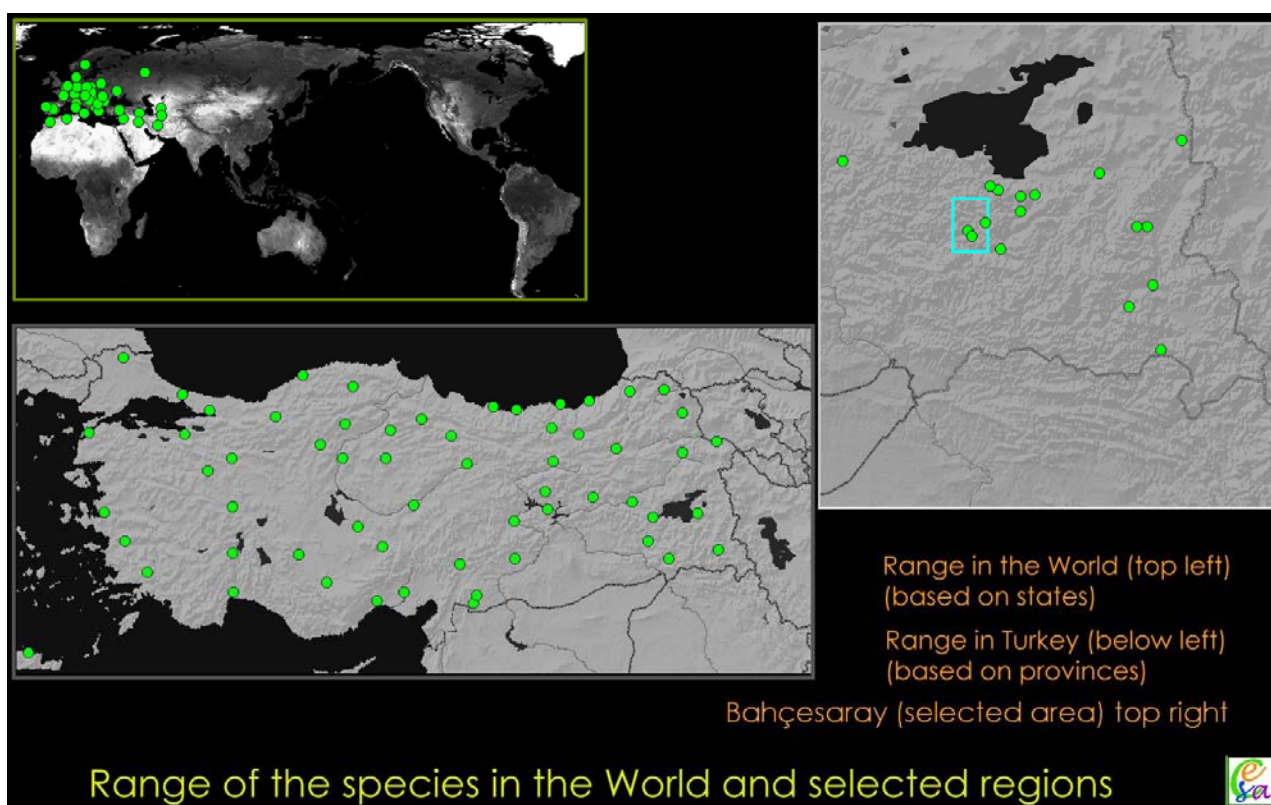 Range in the World (top left)
(based on states)
Range in Turkey (below left)
(based on provinces)
Bahçesaray (selected area) top right
Range of the species in the World and selected regions
esa